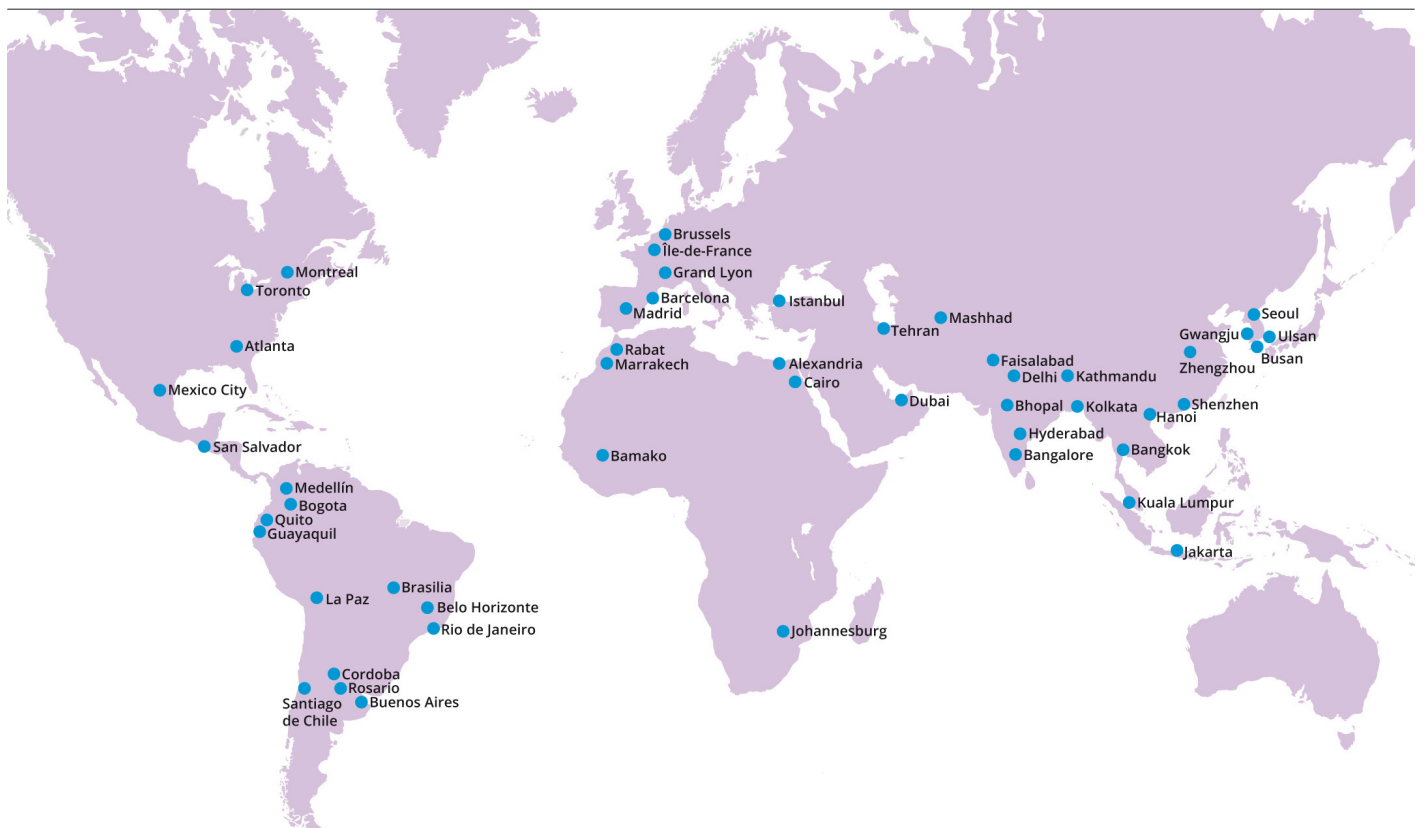 Montreal
Toronto
Atlanta
Mexico City
San Salvador
Medellín
Bogota
Quito
Guayaquil
La Paz
Brasilia
Belo Horizonte
Rio de Janeiro
Cordoba
Rosario
Santiago
de Chile
Buenos Aires
Brussels
Île-de-France
Grand Lyon
Barcelona
Madrid
Istanbul
Rabat
Marrakech
Alexandria
Cairo
Bamako
Johannesburg
Tehran
Mashhad
Dubai
Faisalabad
Delhi
Kathmandu
Bhopal
Kolkata
Hyderabad
Bangalore
Seoul
Gwangju
Ulsan
Busan
Zhengzhou
Shenzhen
Hanoi
Bangkok
Kuala Lumpur
Jakarta